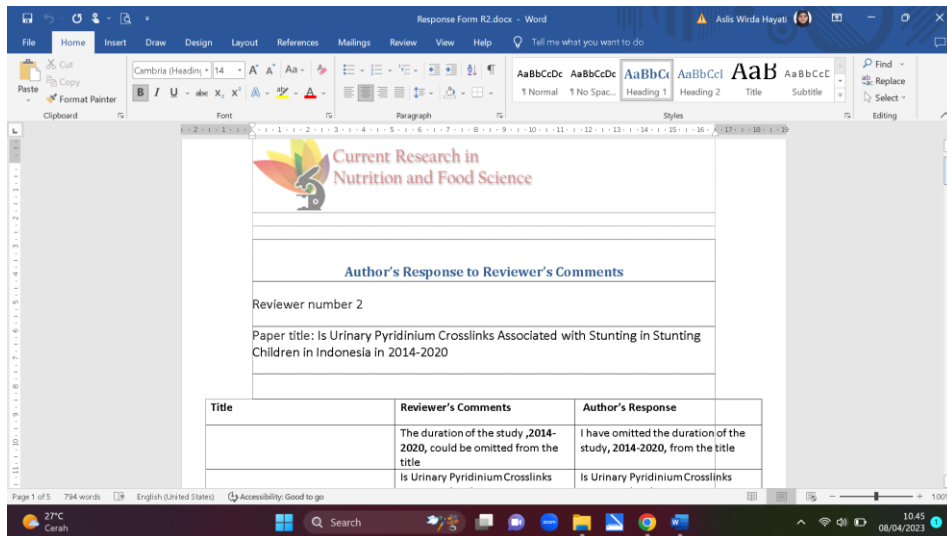 Response Form R2.docx - Word
Aslis Wirda Hayati
File Home Insert Draw Design Layout References Mailings Review View Help Tell me what you want to do
Paste
Cut
Copy
Format Painter
Clipboard
Cambria (Heading 14
Font
Paragraph
AaBbCcDc AaBbCcDc AaBbCc AaBbCcl AaB AaBbCcC
¶ Normal ¶ No Spac... Heading 1 Heading 2 Title Subtitle
Styles
Find
Replace
Select
Editing
Current Research in
Nutrition and Food Science
Author's Response to Reviewer's Comments
Reviewer number 2
Paper title: Is Urinary Pyridinium Crosslinks Associated with Stunting in Stunting
Children in Indonesia in 2014-2020
Title Reviewer's Comments Author's Response
The duration of the study ,2014-
2020, could be omitted from the
title
I have omitted the duration of the
study, 2014-2020, from the title
Is Urinary Pyridinium Crosslinks
Is Urinary Pyridinium Crosslinks
Page 1 of 5 794 words English (United States) Accessibility: Good to go 100
27°C
Cerah
Search
10.45
08/04/2023